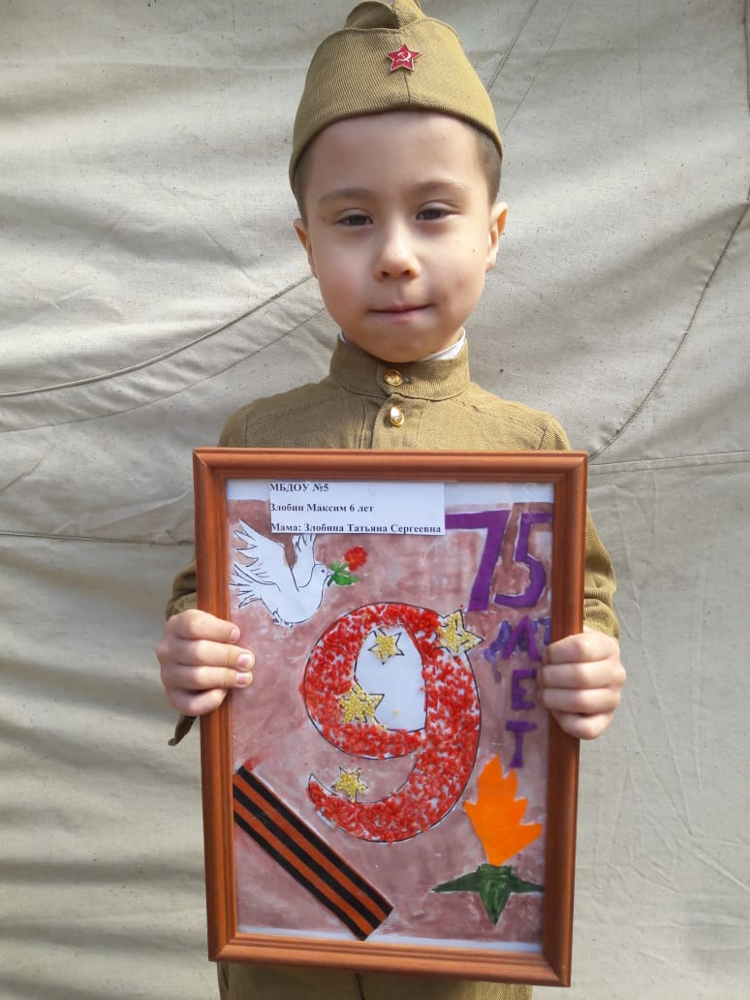 МБДОУ №5
Злобин Максим 6 лет
Мама: Злобина Татьяна Сергеевна
75
ЛЕТ
9